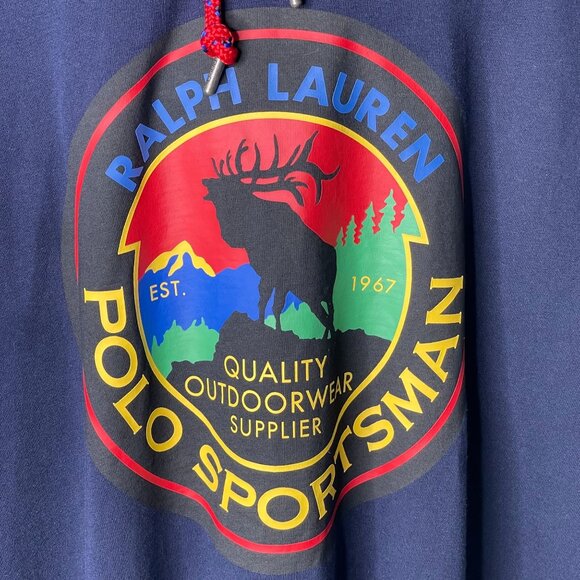 RALPH LAUREN
EST. 1967
QUALITY
OUTDOORWEAR
SUPPLIER
POLO SPORTSMAN